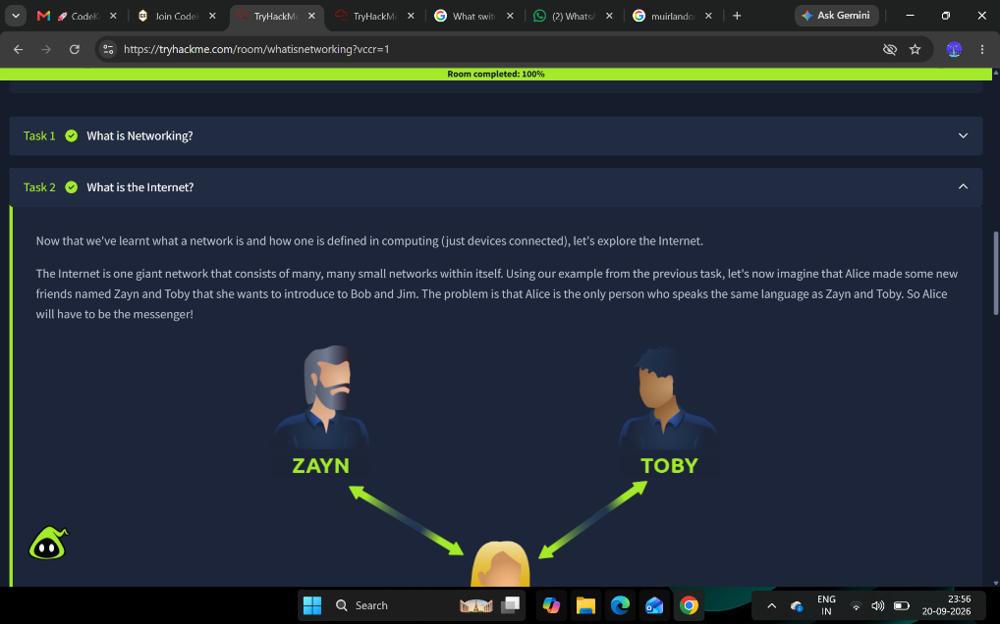 CodeK
Join Code
TryHackMe
TryHackMe
What swit
(2) Whats
muirlando
Ask Gemini
https://tryhackme.com/room/whatisnetworking?vccr=1
Room completed: 100%
Task 1 What is Networking?
Task 2 What is the Internet?
Now that we've learnt what a network is and how one is defined in computing (just devices connected), let's explore the Internet.
The Internet is one giant network that consists of many, many small networks within itself. Using our example from the previous task, let's now imagine that Alice made some new
friends named Zayn and Toby that she wants to introduce to Bob and Jim. The problem is that Alice is the only person who speaks the same language as Zayn and Toby. So Alice
will have to be the messenger!
ZAYN TOBY
Search
ENG
IN
23:56
20-09-2026